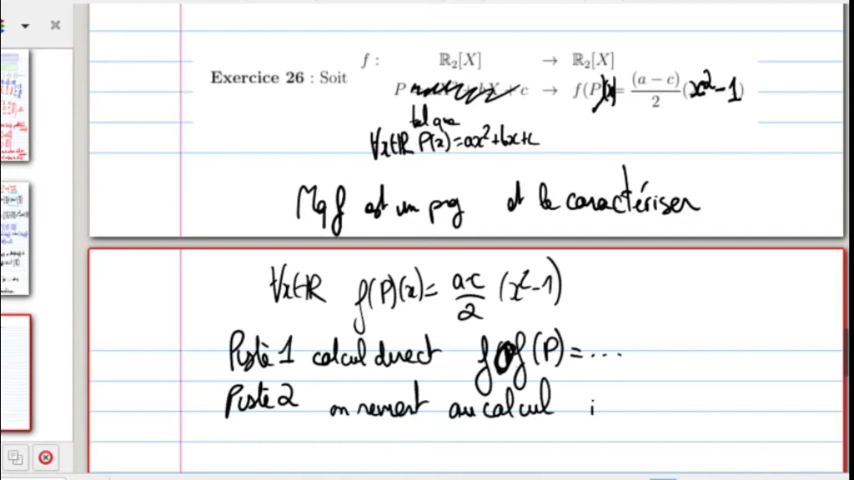 f : ℝ₂[X] → ℝ₂[X]
Exercice 26 : Soit
P → f(P) = (a − c)/2 (x² − 1)
tel que
∀x∈ℝ P(x) = ax² + bx + c
Mq f est un proj et le caractériser
∀x∈ℝ f(P)(x) = a-c/2 (x² − 1)
Piste 1 calcul direct f∘f(P) = ...
Piste 2 on revient au calcul i